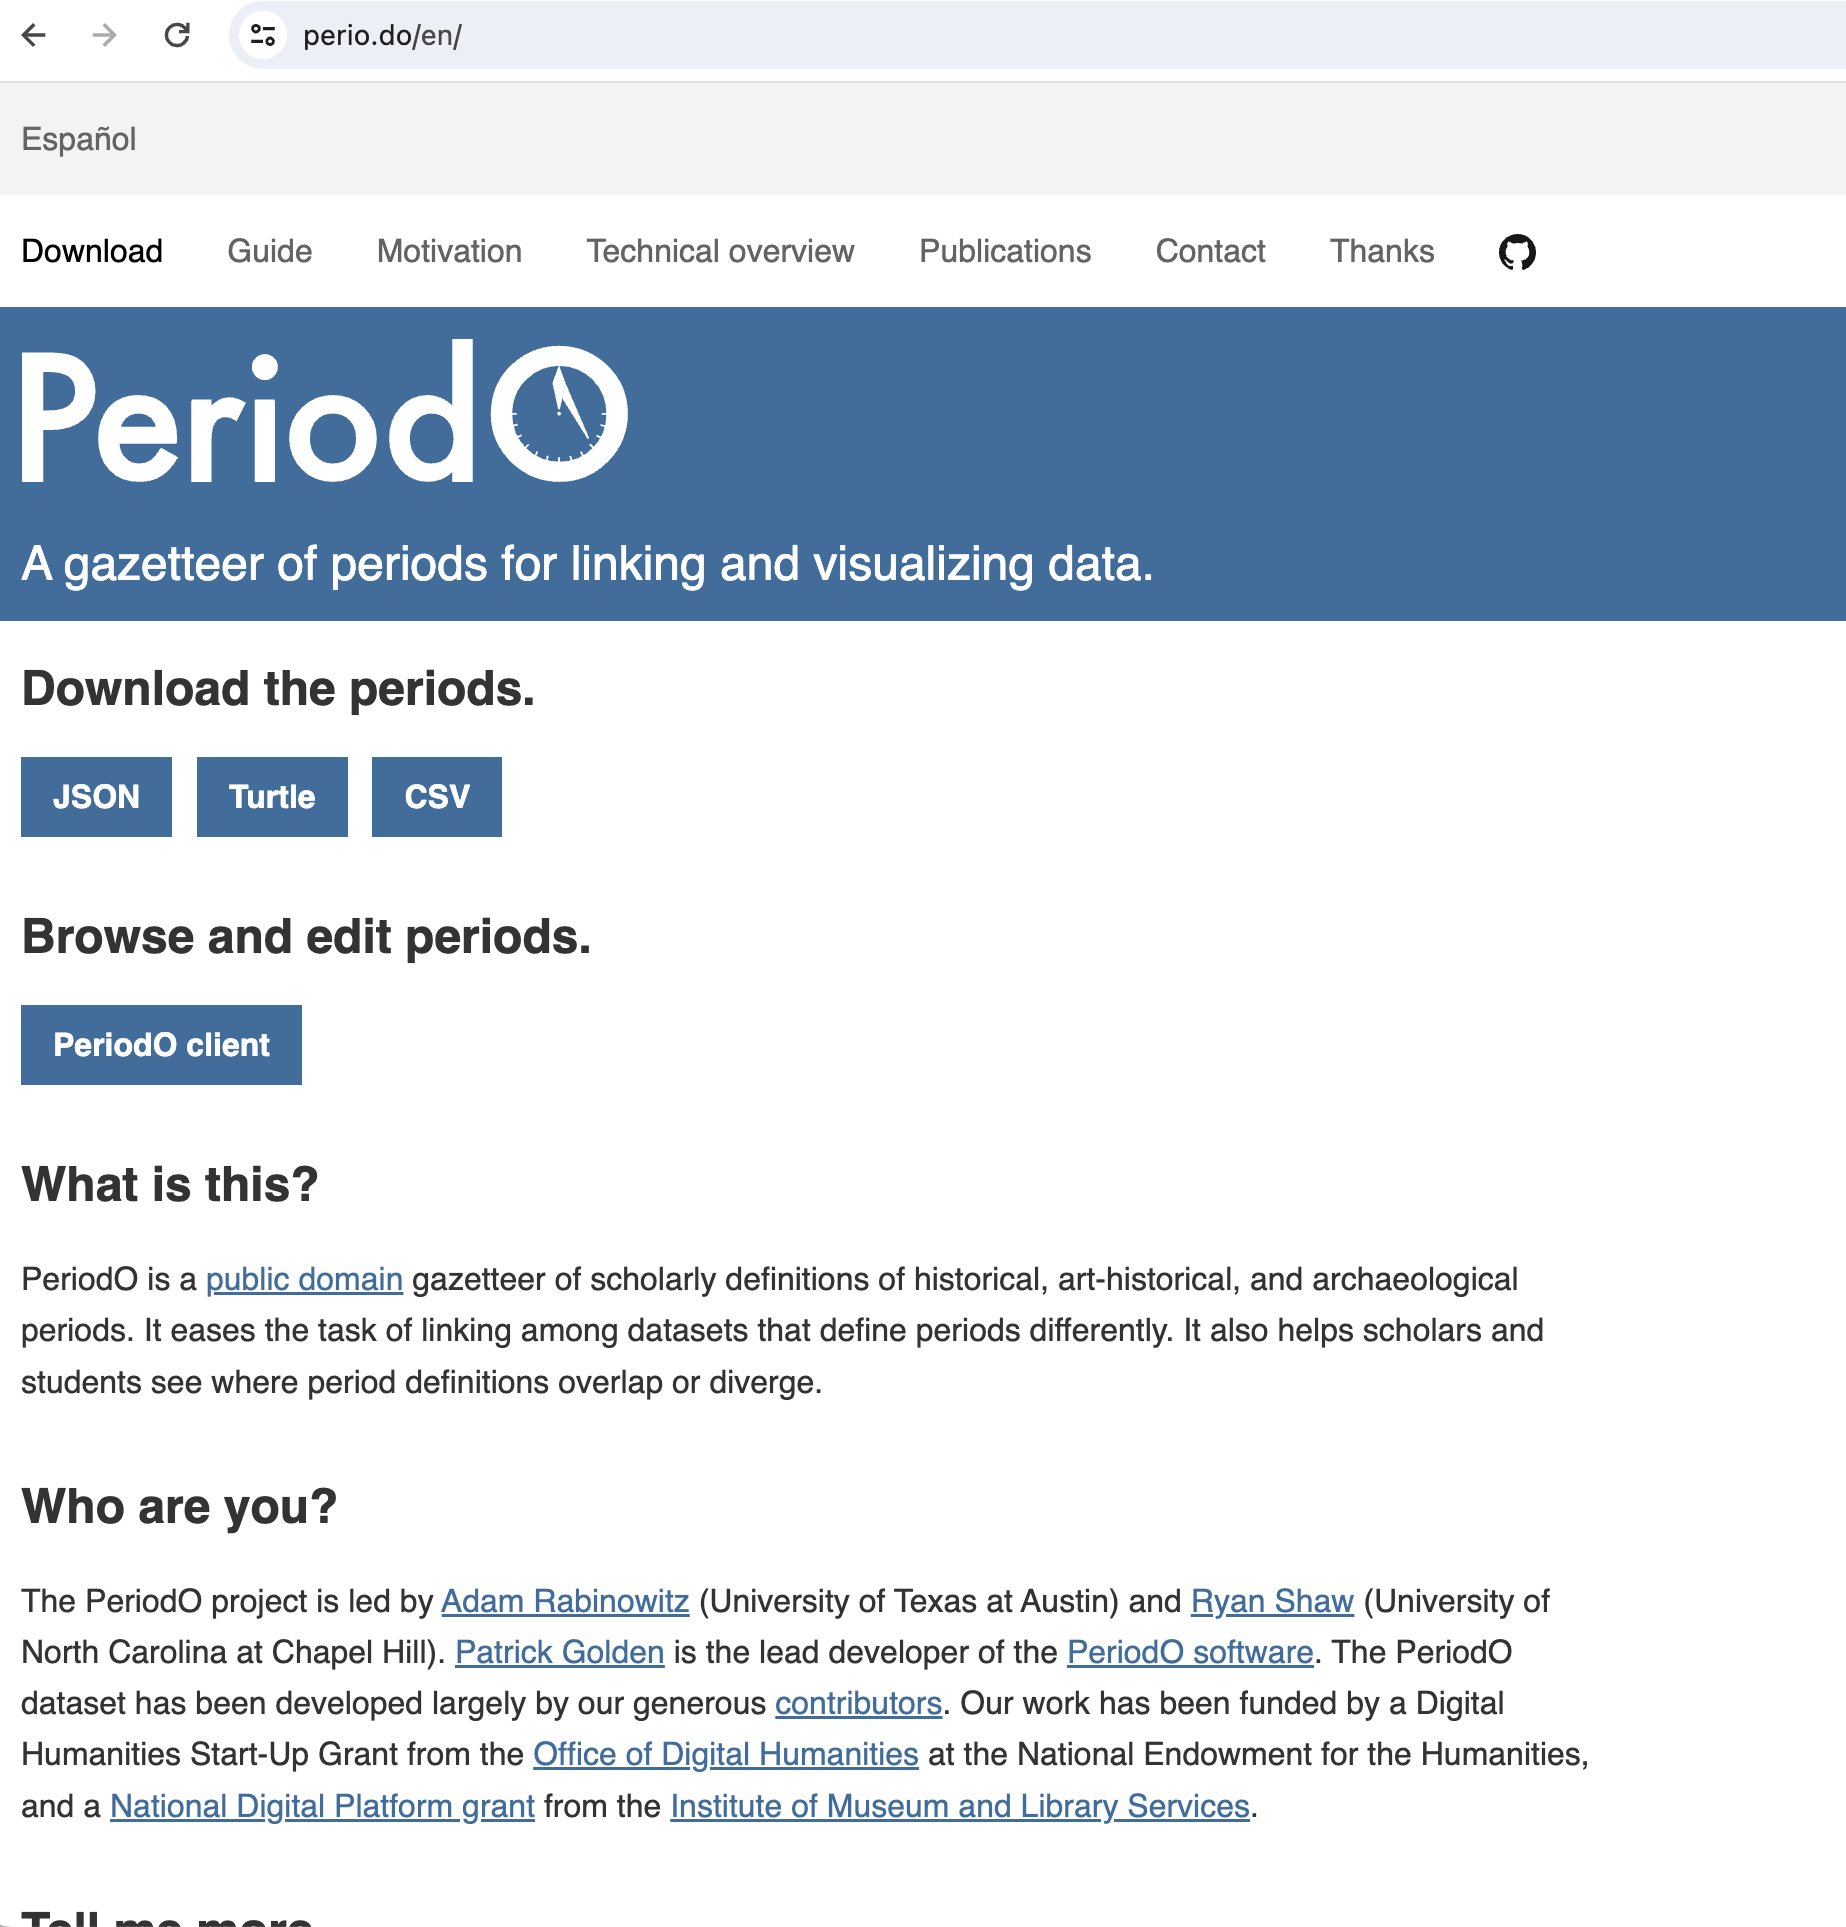 perio.do/en/
Español
Download Guide Motivation Technical overview Publications Contact Thanks
PeriodO
A gazetteer of periods for linking and visualizing data.
Download the periods.
JSON Turtle CSV
Browse and edit periods.
PeriodO client
What is this?
PeriodO is a public domain gazetteer of scholarly definitions of historical, art-historical, and archaeological
periods. It eases the task of linking among datasets that define periods differently. It also helps scholars and
students see where period definitions overlap or diverge.
Who are you?
The PeriodO project is led by Adam Rabinowitz (University of Texas at Austin) and Ryan Shaw (University of
North Carolina at Chapel Hill). Patrick Golden is the lead developer of the PeriodO software. The PeriodO
dataset has been developed largely by our generous contributors. Our work has been funded by a Digital
Humanities Start-Up Grant from the Office of Digital Humanities at the National Endowment for the Humanities,
and a National Digital Platform grant from the Institute of Museum and Library Services.
Tell me more